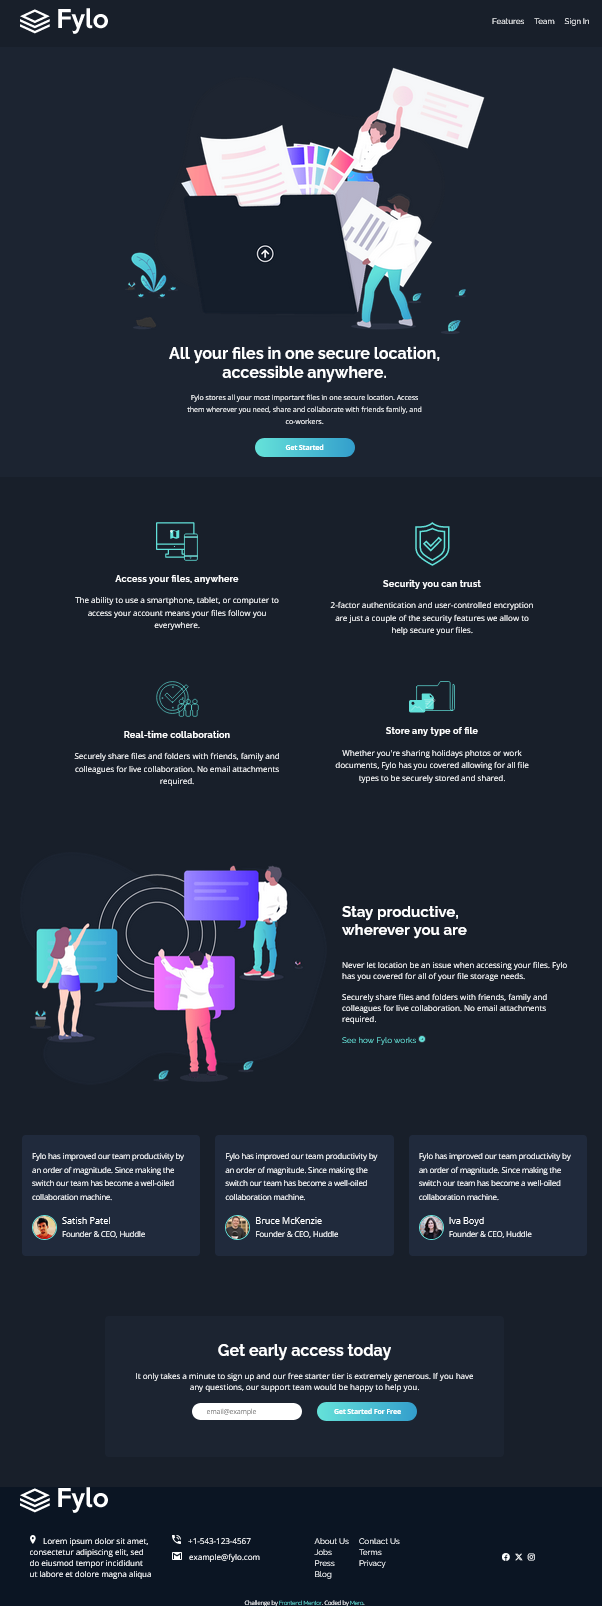 Fylo
Features Team Sign In
All your files in one secure location,
accessible anywhere.
Fylo stores all your most important files in one secure location. Access
them wherever you need, share and collaborate with friends family, and
co-workers.
Get Started
Access your files, anywhere
The ability to use a smartphone, tablet, or computer to
access your account means your files follow you
everywhere.
Security you can trust
2-factor authentication and user-controlled encryption
are just a couple of the security features we allow to
help secure your files.
Real-time collaboration
Securely share files and folders with friends, family and
colleagues for live collaboration. No email attachments
required.
Store any type of file
Whether you're sharing holidays photos or work
documents, Fylo has you covered allowing for all file
types to be securely stored and shared.
Stay productive,
wherever you are
Never let location be an issue when accessing your files. Fylo
has you covered for all of your file storage needs.
Securely share files and folders with friends, family and
colleagues for live collaboration. No email attachments
required.
See how Fylo works
Fylo has improved our team productivity by
an order of magnitude. Since making the
switch our team has become a well-oiled
collaboration machine.
Satish Patel
Founder & CEO, Huddle
Fylo has improved our team productivity by
an order of magnitude. Since making the
switch our team has become a well-oiled
collaboration machine.
Bruce McKenzie
Founder & CEO, Huddle
Fylo has improved our team productivity by
an order of magnitude. Since making the
switch our team has become a well-oiled
collaboration machine.
Iva Boyd
Founder & CEO, Huddle
Get early access today
It only takes a minute to sign up and our free starter tier is extremely generous. If you have
any questions, our support team would be happy to help you.
email@example
Get Started For Free
Fylo
Lorem ipsum dolor sit amet,
consectetur adipiscing elit, sed
do eiusmod tempor incididunt
ut labore et dolore magna aliqua
+1-543-123-4567
example@fylo.com
About Us
Jobs
Press
Blog
Contact Us
Terms
Privacy
Challenge by Frontend Mentor. Coded by Mero.